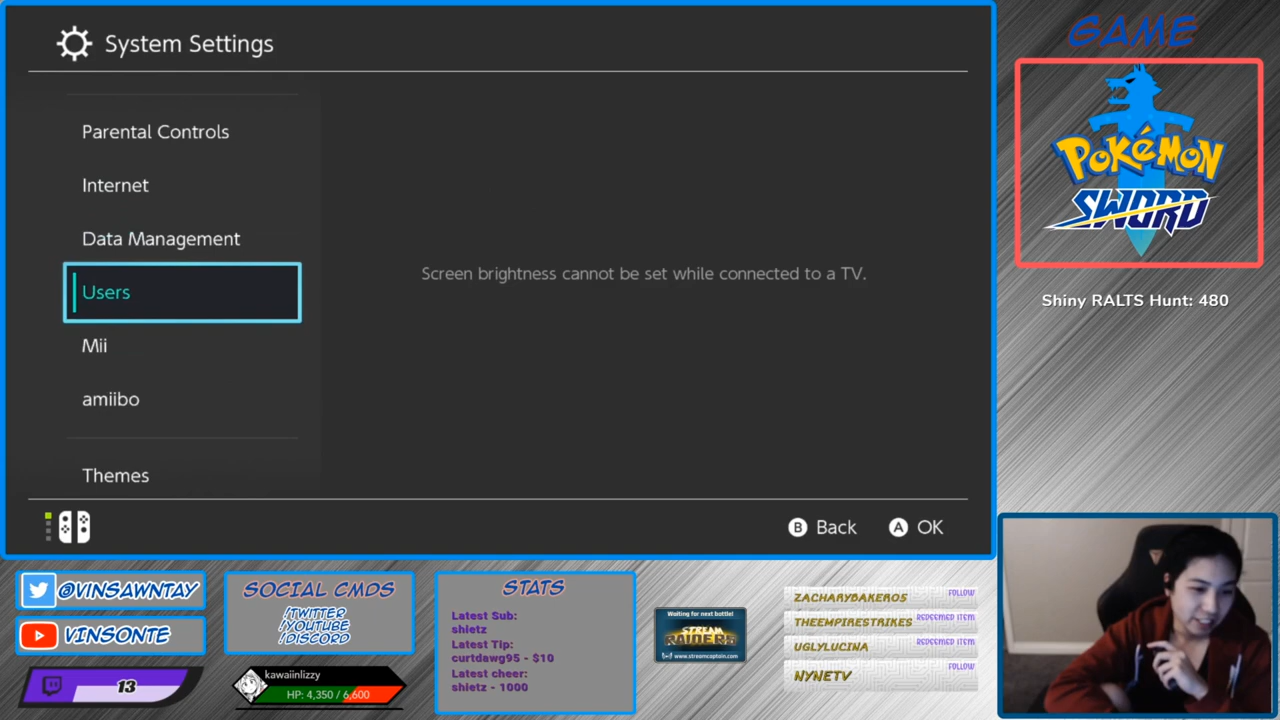 System Settings
Parental Controls
Internet
Data Management
Users
Mii
amiibo
Themes
Screen brightness cannot be set while connected to a TV.
B Back A OK
GAME
POKéMON
SWORD
Shiny RALTS Hunt: 480
@VINSAWNTAY
VINSONTE
13
SOCIAL CMDS
/TWITTER
/YOUTUBE
/DISCORD
kawaiinlizzy
HP: 4,350 / 6,600
STATS
Latest Sub:
shietz
Latest Tip:
curtdawg95 - $10
Latest cheer:
shietz - 1000
Waiting for next battle!
STREAM
RAIDERS
www.streamcaptain.com
ZACHARYBAKER05 FOLLOW
THEEMPIRESTRIKES REDEEMED ITEM
UGLYLUCINA REDEEMED ITEM
NYNETV FOLLOW